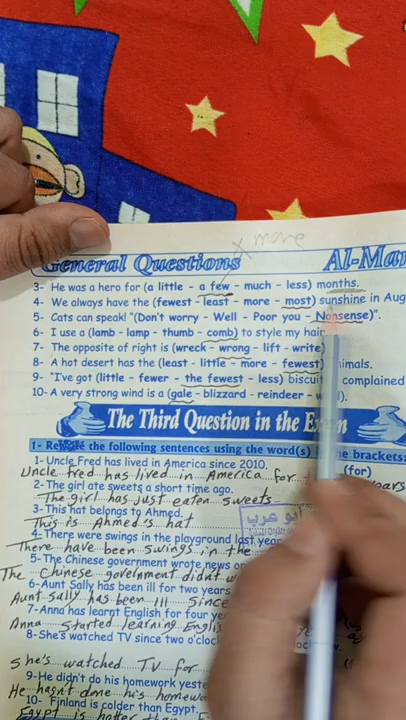 x more
General Questions Al-Ma
3- He was a hero for (a little - a few - much - less) months.
4- We always have the (fewest - least - more - most) sunshine in Aug
5- Cats can speak! "(Don't worry - Well - Poor you - Nonsense)".
6- I use a (lamb - lamp - thumb - comb) to style my hair
7- The opposite of right is (wreck - wrong - lift - write)
8- A hot desert has the (least - little - more - fewest) animals.
9- "I've got (little - fewer - the fewest - less) biscuit complained
10- A very strong wind is a (gale - blizzard - reindeer -
The Third Question in the Exam
1- Rewrite the following sentences using the word(s) the brackets:
1- Uncle Fred has lived in America since 2010. (for)
Uncle Fred has lived in America for years
2- The girl ate sweets a short time ago.
The girl has just eaten sweets
3- This hat belongs to Ahmed.
This is Ahmed's hat
4- There were swings in the playground last year
There have been swings in the
5- The Chinese government wrote news on
The chinese government didn't
6- Aunt Sally has been ill for two years
Aunt Sally has been ill since
7- Anna has learnt English for four ye
Anna started learning Englis
8- She's watched TV since two o'cloc
she's watched TV for
9- He didn't do his homework yeste
He hasn't done his homewo
10- Finland is colder than Egypt.
Egypt is hotter than